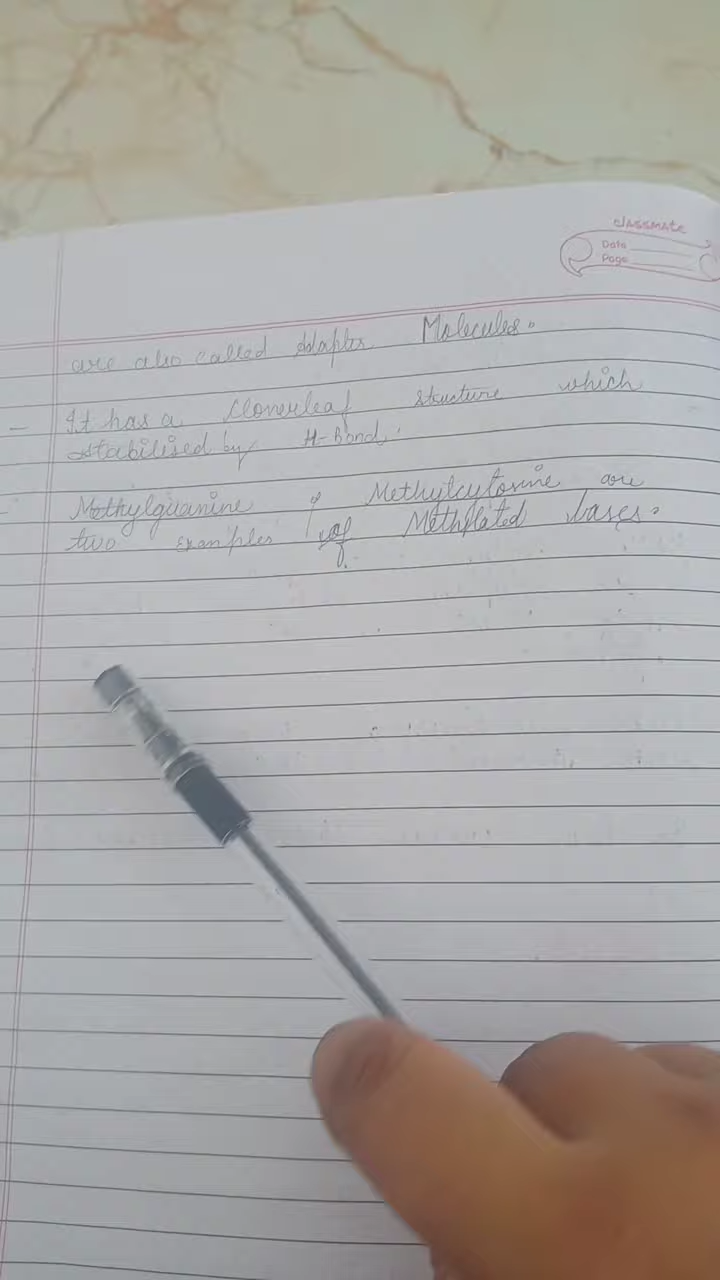 classmate
Date
Page
are also called Adapter Molecules.
- It has a Cloverleaf Structure which
stabilised by H-Bond.
- Methylguanine & Methylcytosine are
two examples of Methylated bases.